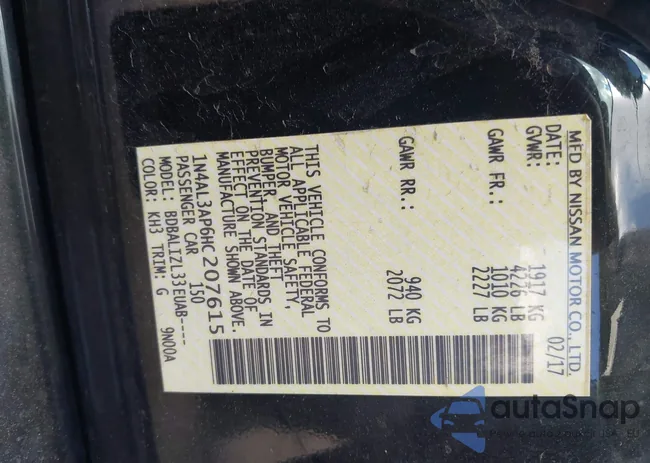 MFD BY NISSAN MOTOR CO., LTD.
DATE: 02/17
GVWR: 1917 KG
4226 LB
GAWR FR.: 1010 KG
2227 LB
GAWR RR.: 940 KG
2072 LB
THIS VEHICLE CONFORMS TO
ALL APPLICABLE FEDERAL
MOTOR VEHICLE SAFETY,
BUMPER, AND THEFT
PREVENTION STANDARDS IN
EFFECT ON THE DATE OF
MANUFACTURE SHOWN ABOVE.
1N4AL3AP6HC207615
PASSENGER CAR 150
MODEL: BDBALIZL33EUAB----
COLOR: KH3 TRIM: G 9N00A
autoSnap